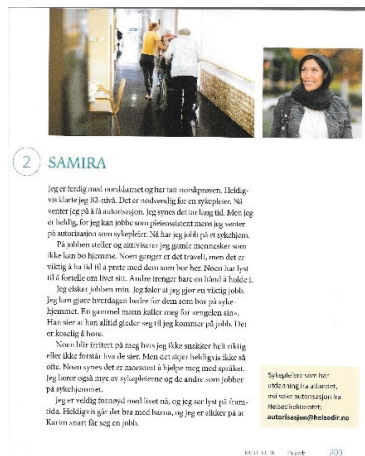 2 SAMIRA
Jeg er ferdig med norskkurset og har tatt norskprøven. Heldig-
vis klarte jeg B2-nivå. Det er nødvendig for en sykepleier. Nå
venter jeg på å få autorisasjon. Jeg synes det tar lang tid. Men jeg
er heldig, for jeg kan jobbe som pleieassistent mens jeg venter
på autorisasjon som sykepleier. Nå har jeg jobb på et sykehjem.
På jobben steller og aktiviserer jeg gamle mennesker som
ikke kan bo hjemme. Noen ganger er det travelt, men det er
viktig å ha tid til å prate med dem som bor her. Noen har lyst
til å fortelle om livet sitt. Andre trenger bare en hånd å holde i.
Jeg elsker jobben min. Jeg føler at jeg gjør en viktig jobb.
Jeg kan gjøre hverdagen bedre for dem som bor på syke-
hjemmet. En gammel mann kaller meg for «engelen sin».
Han sier at han alltid gleder seg til jeg kommer på jobb. Det
er koselig å høre.
Noen blir irritert på meg hvis jeg ikke snakker helt riktig
eller ikke forstår hva de sier. Men det skjer heldigvis ikke så
ofte. Noen synes det er morsomt å hjelpe meg med språket.
Jeg lærer også mye av sykepleierne og de andre som jobber
på sykehjemmet.
Jeg er veldig fornøyd med livet nå, og jeg ser lyst på fram-
tida. Heldigvis går det bra med barna, og jeg er sikker på at
Karim snart får seg en jobb.
Sykepleiere som har
utdanning fra utlandet,
må søke autorisasjon fra
Helsedirektoratet:
autorisasjon@helsedir.no
203